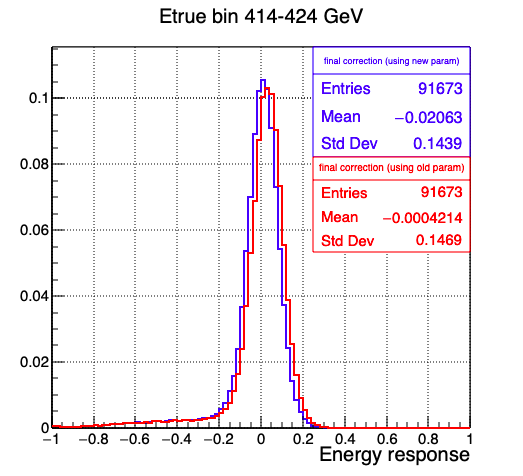 Etrue bin 414-424 GeV
final correction (using new param)
Entries 91673
Mean −0.02063
Std Dev 0.1439
final correction (using old param)
Entries 91673
Mean −0.0004214
Std Dev 0.1469
0.1
0.08
0.06
0.04
0.02
0
−1 −0.8 −0.6 −0.4 −0.2 0 0.2 0.4 0.6 0.8 1
Energy response